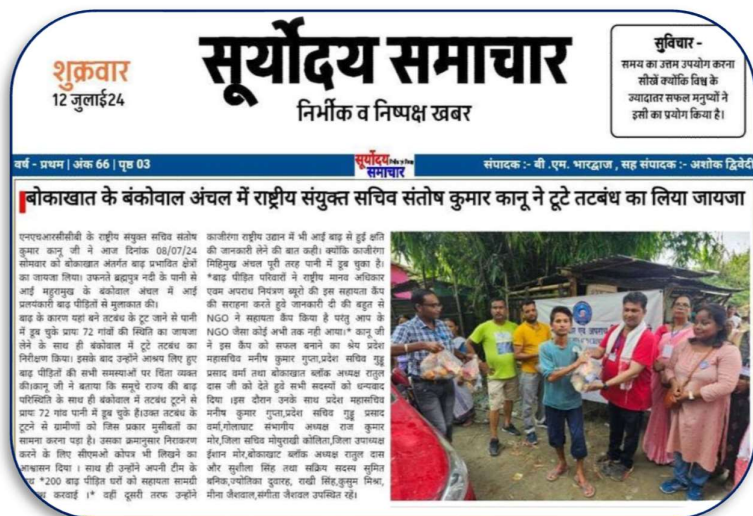 शुक्रवार
12 जुलाई24
सूर्योदय समाचार
निर्भीक व निष्पक्ष खबर
सुविचार -
समय का उत्तम उपयोग करना
सीखें क्योंकि विश्व के
ज्यादातर सफल मनुष्यों ने
इसी का प्रयोग किया है।
वर्ष - प्रथम | अंक 66 | पृष्ठ 03
सूर्योदय
समाचार
संपादक :- बी .एम. भारद्वाज , सह संपादक :- अशोक द्विवेदी
बोकाखात के बंकोवाल अंचल में राष्ट्रीय संयुक्त सचिव संतोष कुमार कानू ने टूटे तटबंध का लिया जायजा
एनएचआरसीसीबी के राष्ट्रीय संयुक्त सचिव संतोष
कुमार कानू जी ने आज दिनांक 08/07/24
सोमवार को बोकाखात अंतर्गत बाढ़ प्रभावित क्षेत्रों
का जायजा लिया। उफनते ब्रह्मपुत्र नदी के पानी से
आई महुरामुख के बंकोवाल अंचल में आई
प्रलयंकारी बाढ़ पीड़ितों से मुलाकात की।
बाढ़ के कारण यहां बने तटबंध के टूट जाने से पानी
में डूब चुके प्रायः 72 गांवों की स्थिति का जायजा
लेने के साथ ही बंकोवाल में टूटे तटबंध का
निरीक्षण किया। इसके बाद उन्होंने आश्रय लिए हुए
बाढ़ पीड़ितों की सभी समस्याओं पर चिंता व्यक्त
की।कानू जी ने बताया कि समूचे राज्य की बाढ़
परिस्थिति के साथ ही बंकोवाल में तटबंध टूटने से
प्रायः 72 गांव पानी में डूब चुके हैं।उक्त तटबंध के
टूटने से ग्रामीणों को जिस प्रकार मुसीबतों का
सामना करना पड़ा है। उसका क्रमानुसार निराकरण
करने के लिए सीएमओ कोपत्र भी लिखने का
आश्वासन दिया । साथ ही उन्होंने अपनी टीम के
*200 बाढ़ पीड़ित घरों को सहायता सामग्री
करवाई ।* वहीं दूसरी तरफ उन्होंने
काजीरंगा राष्ट्रीय उद्यान में भी आई बाढ़ से हुई क्षति
की जानकारी लेने की बात कही। क्योंकि काजीरंगा
मिहिमुख अंचल पूरी तरह पानी में डूब चुका है।
*बाढ़ पीड़ित परिवारों ने राष्ट्रीय मानव अधिकार
एवम अपराध नियंत्रण ब्यूरो की इस सहायता कैंप
की सराहना करते हुवे जानकारी दी की बहुत से
NGO ने सहायता कैंप किया है परंतु आप के
NGO जैसा कोई अभी तक नही आया।* कानू जी
ने इस कैंप को सफल बनाने का श्रेय प्रदेश
महासचिव मनीष कुमार गुप्ता,प्रदेश सचिव गुड्डू
प्रसाद वर्मा तथा बोकाखात ब्लॉक अध्यक्ष रातुल
दास जी को देते हुवे सभी सदस्यों को धन्यवाद
दिया ।इस दौरान उनके साथ प्रदेश महासचिव
मनीष कुमार गुप्ता,प्रदेश सचिव गुड्डू प्रसाद
वर्मा,गोलाघाट संभागीय अध्यक्ष राज कुमार
मोर,जिला सचिव मोयुराखी कोलिता,जिला उपाध्यक्ष
ईशान मोर,बोकाखाट ब्लॉक अध्यक्ष रातुल दास
और सुशीला सिंह तथा सक्रिय सदस्य सुमित
बनिक,ज्योलिका दुवारह, राखी सिंह,कुसुम मिश्रा,
मीना जैशवाल,संगीता जैशवाल उपस्थित रहें।
एवं अपराध